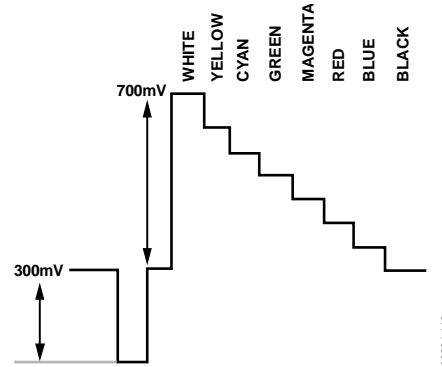 WHITE
YELLOW
CYAN
GREEN
MAGENTA
RED
BLUE
BLACK
700mV
300mV